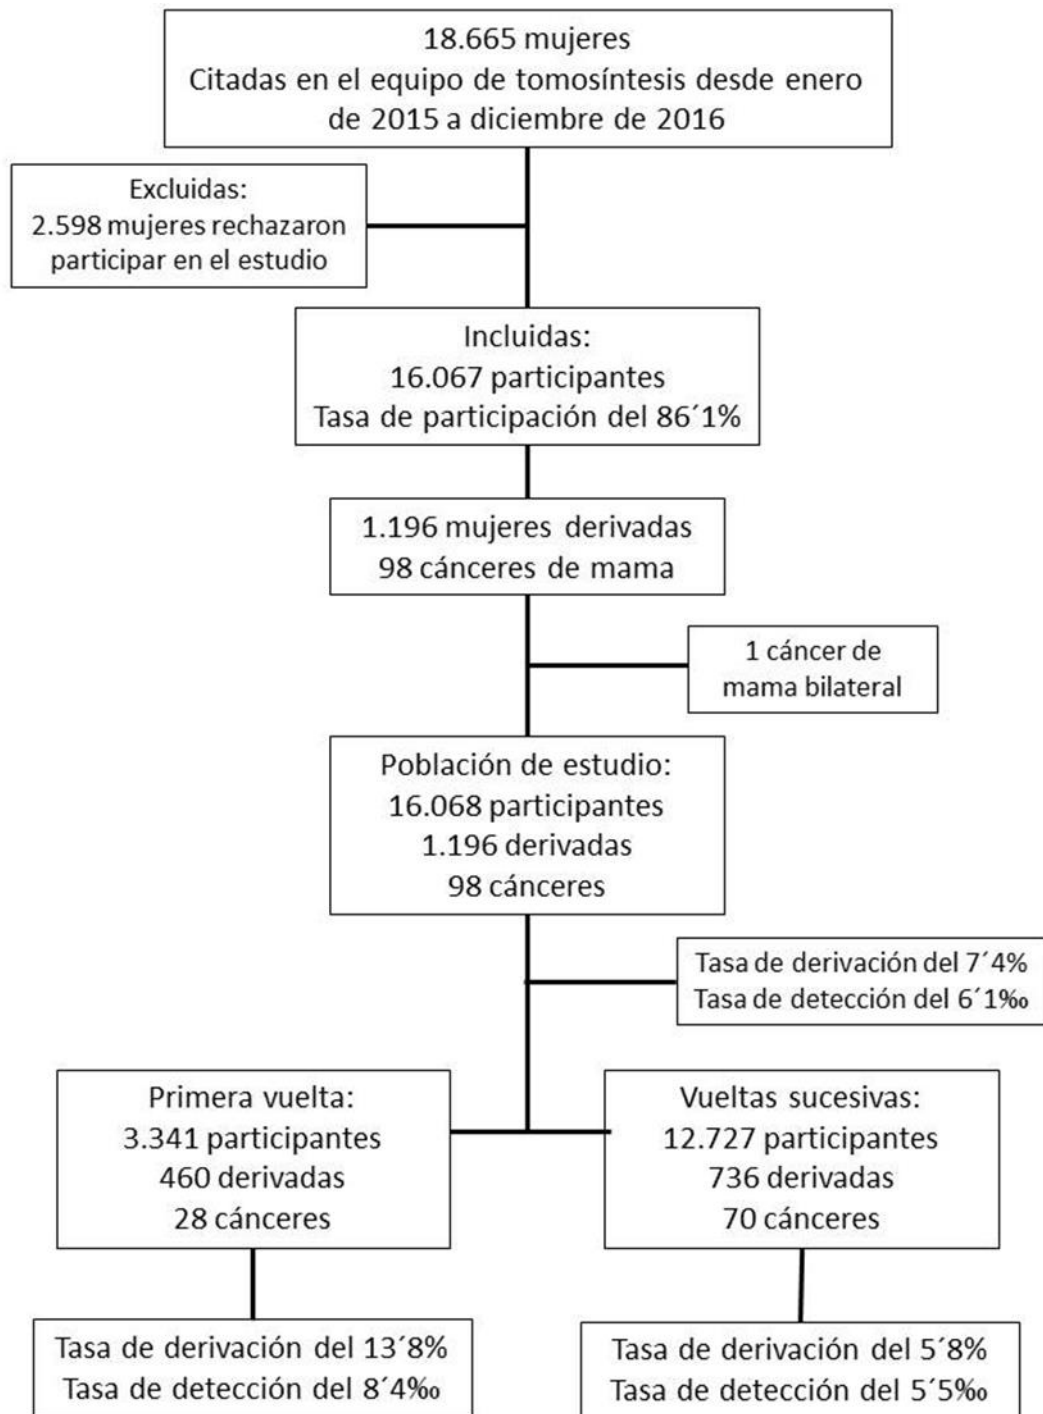 18.665 mujeres
Citadas en el equipo de tomosíntesis desde enero
de 2015 a diciembre de 2016
Excluidas:
2.598 mujeres rechazaron
participar en el estudio
Incluidas:
16.067 participantes
Tasa de participación del 86´1%
1.196 mujeres derivadas
98 cánceres de mama
1 cáncer de
mama bilateral
Población de estudio:
16.068 participantes
1.196 derivadas
98 cánceres
Tasa de derivación del 7´4%
Tasa de detección del 6´1‰
Primera vuelta:
3.341 participantes
460 derivadas
28 cánceres
Vueltas sucesivas:
12.727 participantes
736 derivadas
70 cánceres
Tasa de derivación del 13´8%
Tasa de detección del 8´4‰
Tasa de derivación del 5´8%
Tasa de detección del 5´5‰